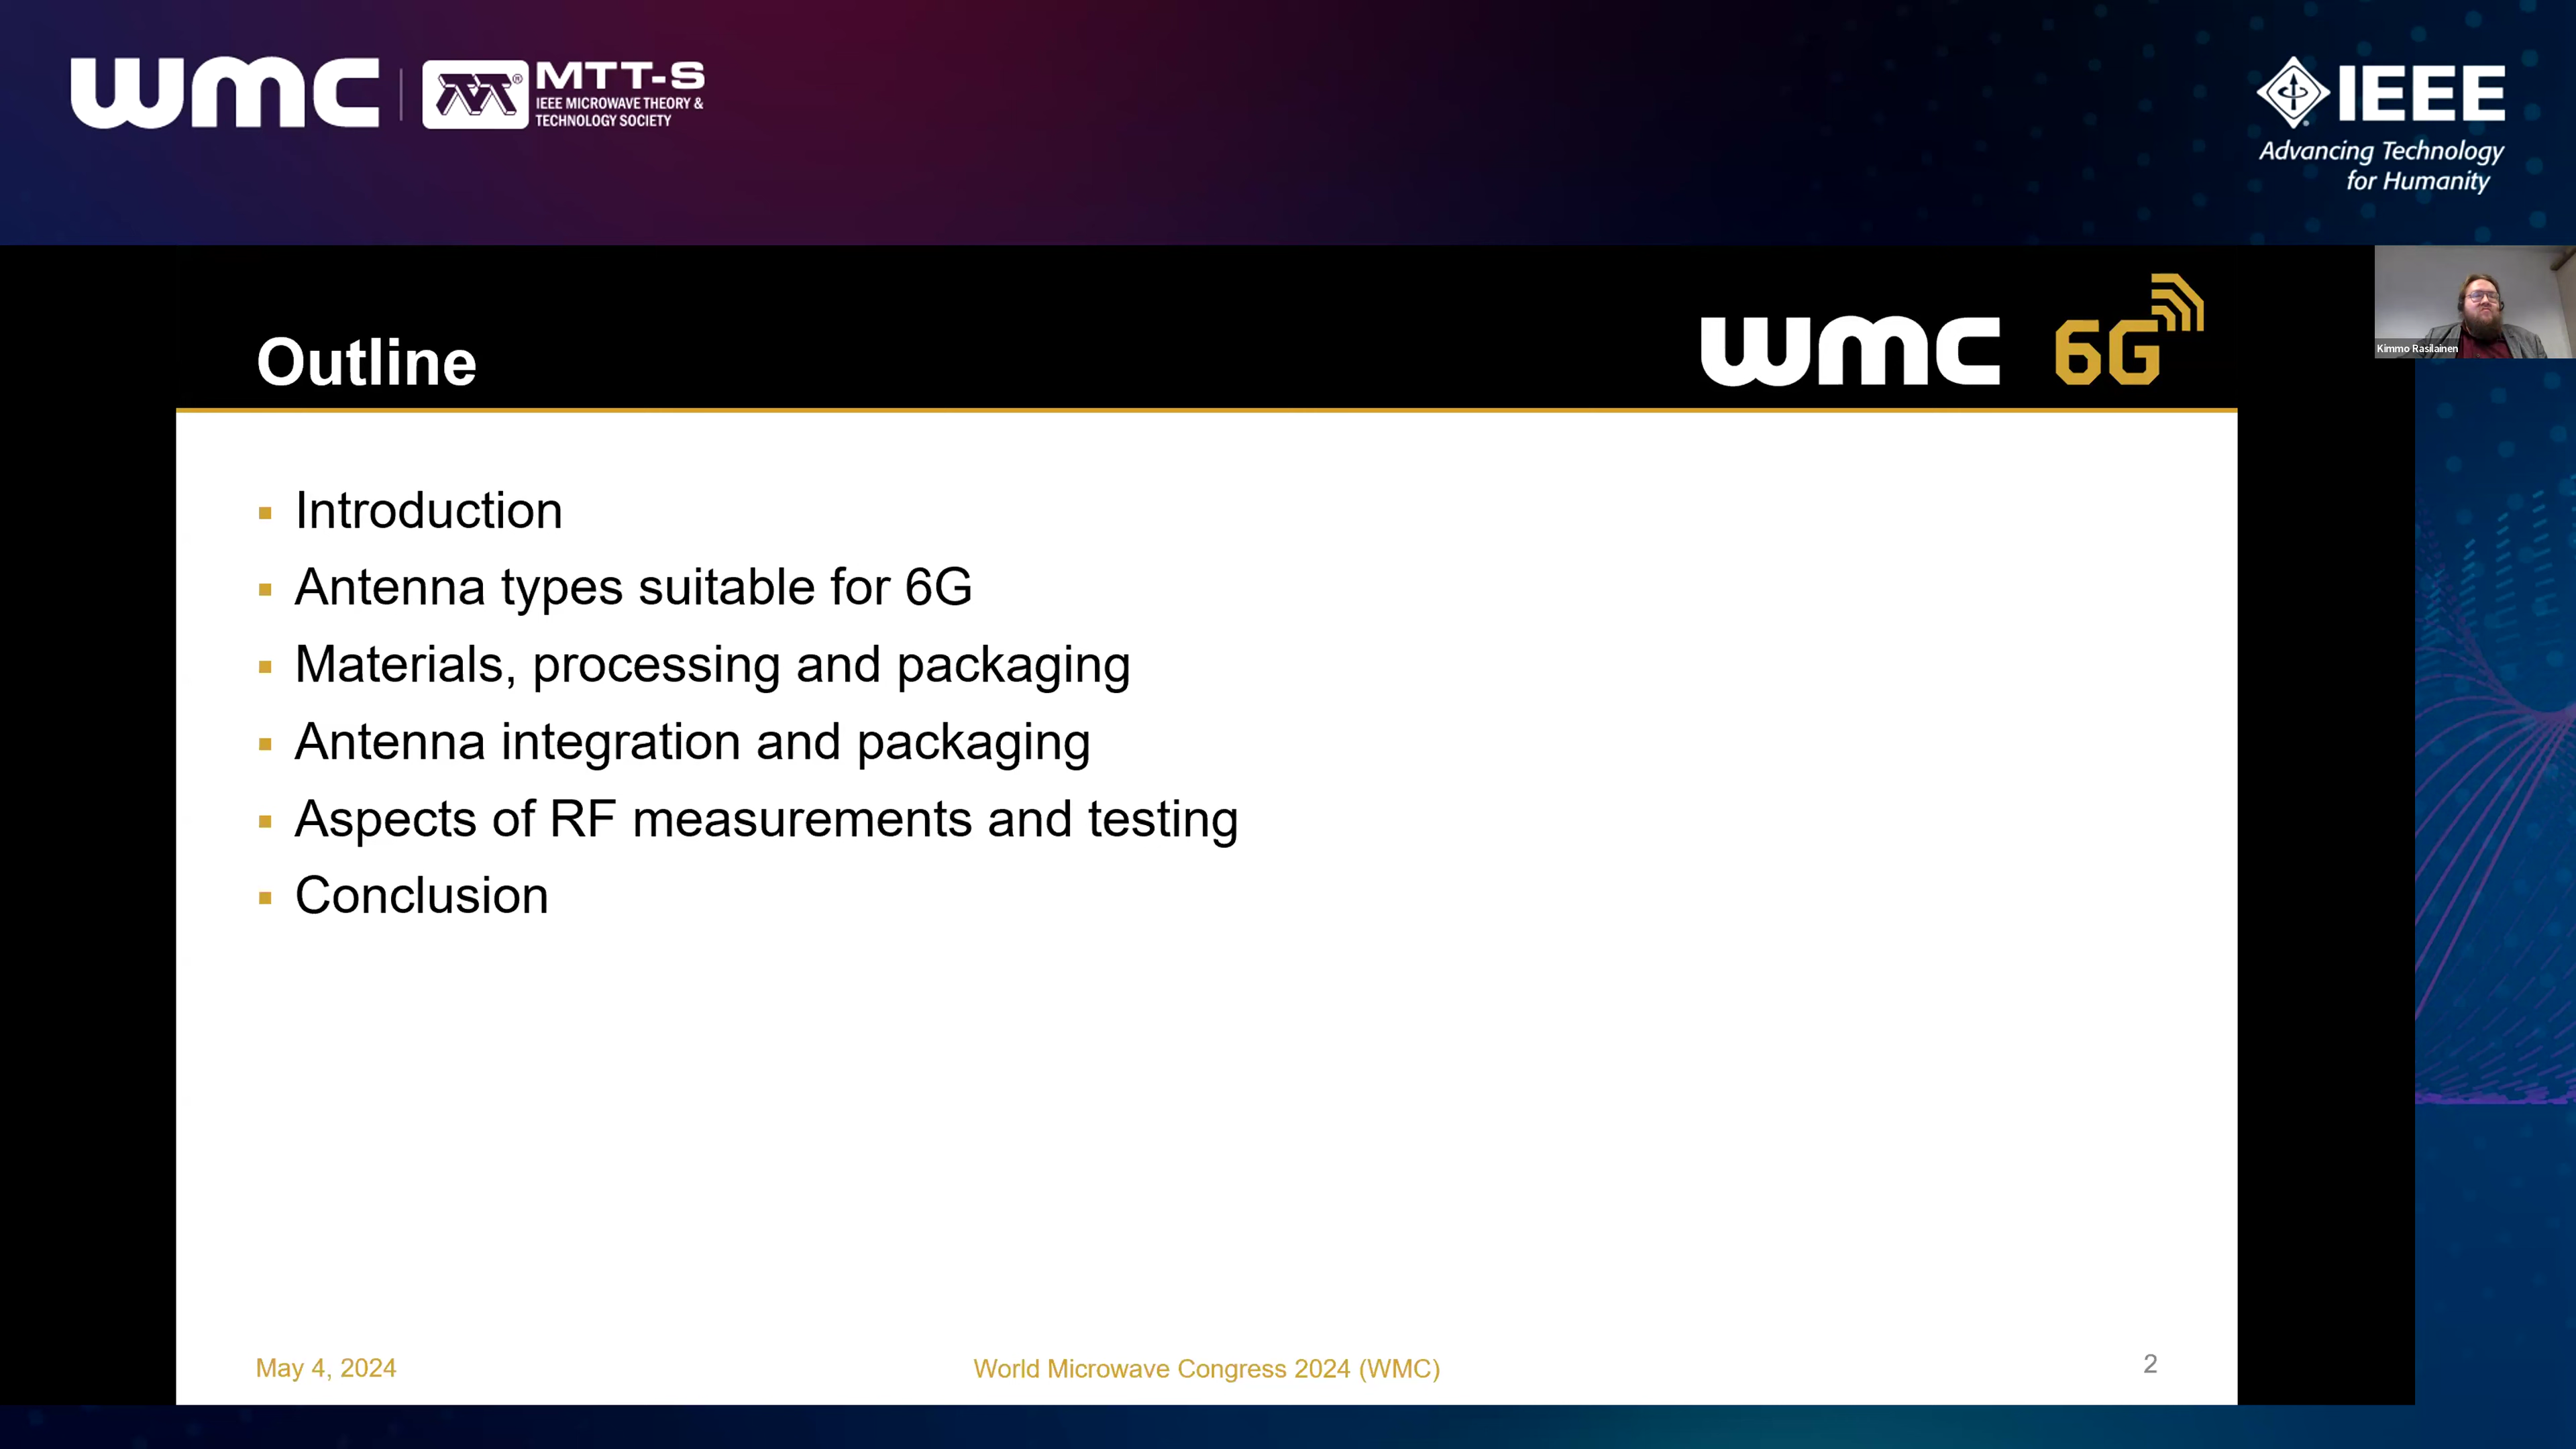 wmc
MTT-S
IEEE MICROWAVE THEORY &
TECHNOLOGY SOCIETY
IEEE
Advancing Technology
for Humanity
Outline
wmc 6G
Kimmo Rasilainen
Introduction
Antenna types suitable for 6G
Materials, processing and packaging
Antenna integration and packaging
Aspects of RF measurements and testing
Conclusion
May 4, 2024
World Microwave Congress 2024 (WMC)
2